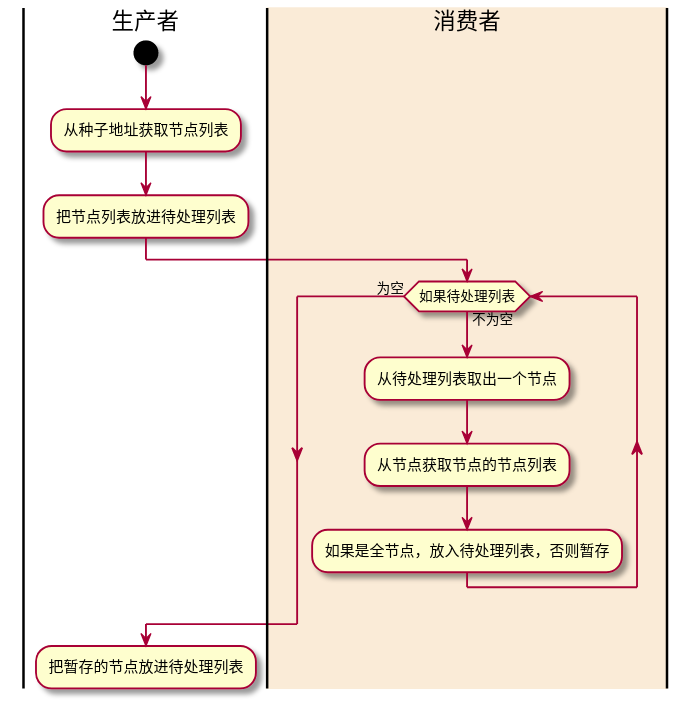 生产者
消费者
从种子地址获取节点列表
把节点列表放进待处理列表
为空
如果待处理列表
不为空
从待处理列表取出一个节点
从节点获取节点的节点列表
如果是全节点，放入待处理列表，否则暂存
把暂存的节点放进待处理列表